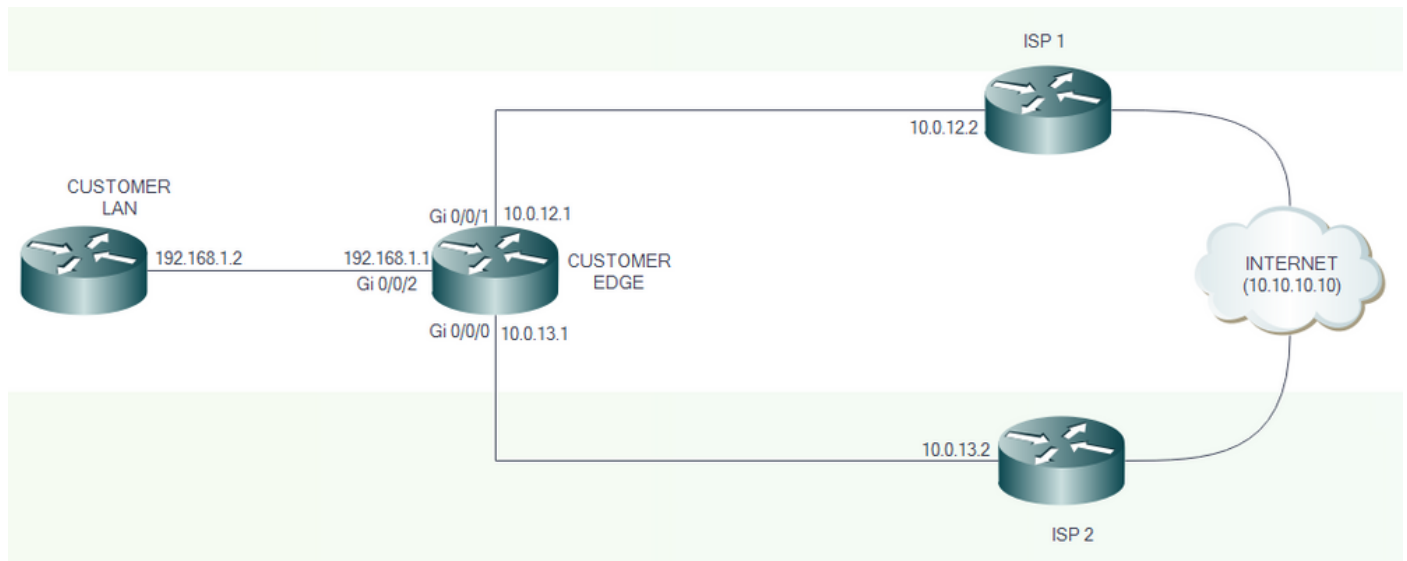 ISP 1
10.0.12.2
CUSTOMER
LAN
Gi 0/0/1
10.0.12.1
192.168.1.2
192.168.1.1
Gi 0/0/2
CUSTOMER
EDGE
INTERNET
(10.10.10.10)
Gi 0/0/0
10.0.13.1
10.0.13.2
ISP 2